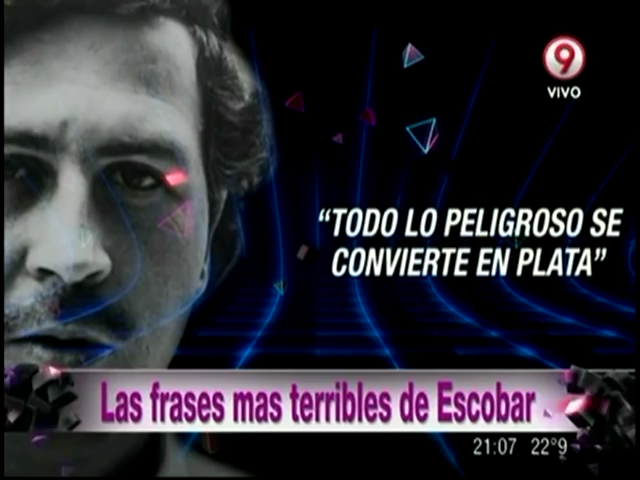 9
VIVO
“TODO LO PELIGROSO SE
CONVIERTE EN PLATA”
Las frases mas terribles de Escobar
21:07 22°9